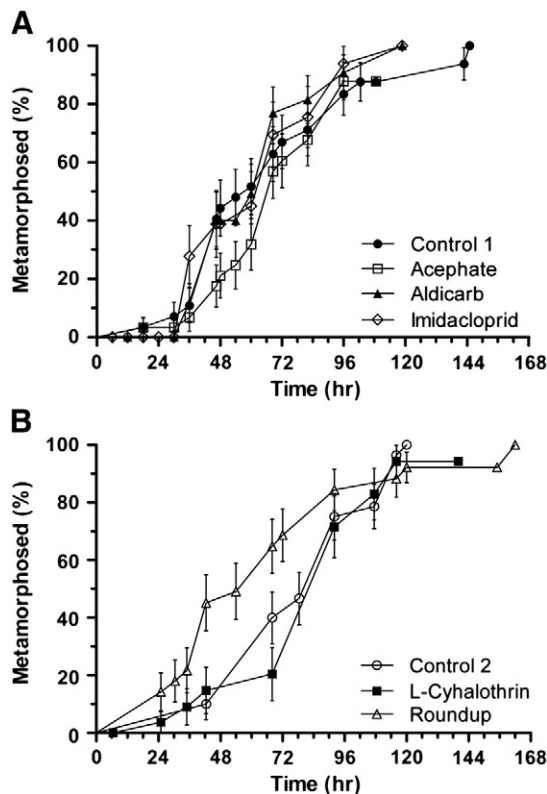 A
Metamorphosed (%)
100
80
60
40
20
0
Control 1
Acephate
Aldicarb
Imidacloprid
0 24 48 72 96 120 144 168
Time (hr)
B
Metamorphosed (%)
100
80
60
40
20
0
Control 2
L-Cyhalothrin
Roundup
0 24 48 72 96 120 144 168
Time (hr)